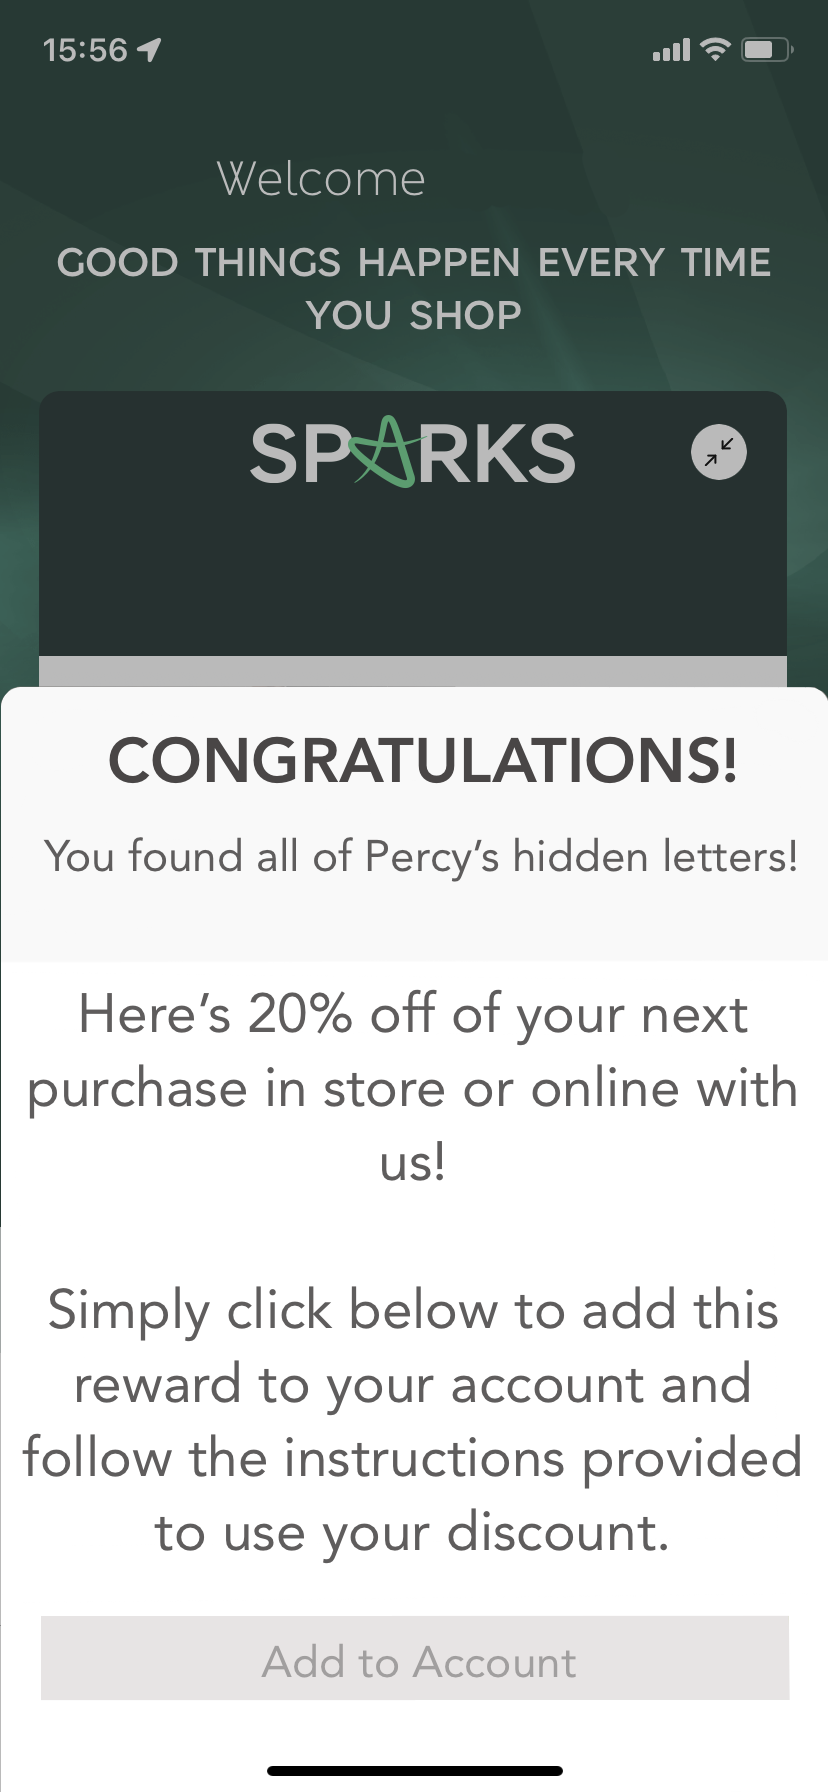 15:56
Welcome
GOOD THINGS HAPPEN EVERY TIME
YOU SHOP
SPARKS
CONGRATULATIONS!
You found all of Percy’s hidden letters!
Here’s 20% off of your next
purchase in store or online with
us!
Simply click below to add this
reward to your account and
follow the instructions provided
to use your discount.
Add to Account